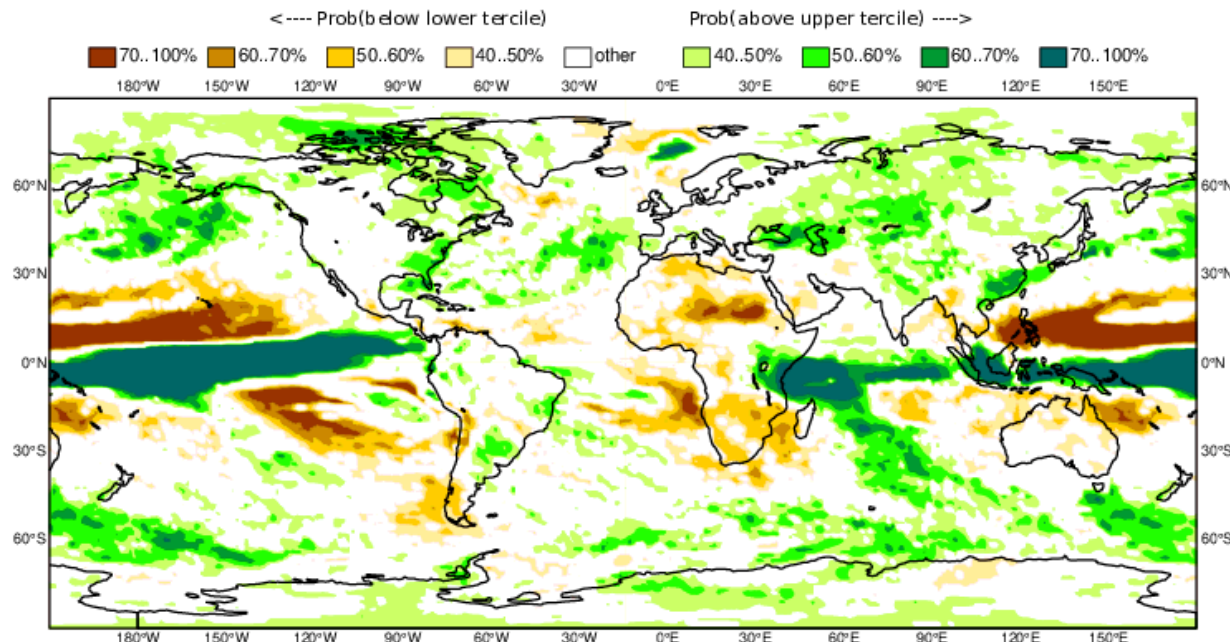 <---- Prob(below lower tercile) Prob(above upper tercile) ---->
70..100% 60..70% 50..60% 40..50% other 40..50% 50..60% 60..70% 70..100%
180°W 150°W 120°W 90°W 60°W 30°W 0°E 30°E 60°E 90°E 120°E 150°E
60°N 60°N
30°N 30°N
0°N 0°N
30°S 30°S
60°S 60°S
180°W 150°W 120°W 90°W 60°W 30°W 0°E 30°E 60°E 90°E 120°E 150°E